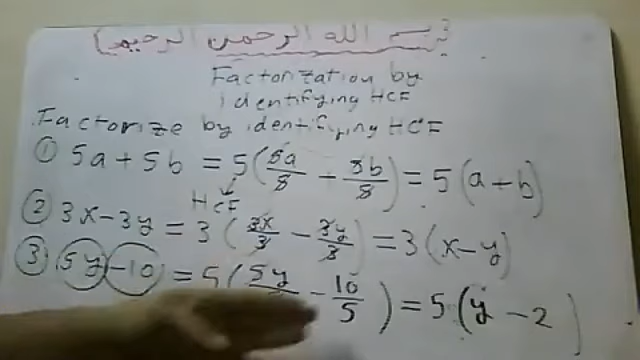 (بسم الله الرحمن الرحيم)
Factorization by
identifying HCF
Factorize by identifying HCF
① 5a + 5b = 5(5a/5 - 5b/5) = 5(a + b)
HCF
② 3x - 3y = 3(3x/3 - 3y/3) = 3(x - y)
③ 5y - 10 = 5(5y - 10/5) = 5(y - 2)